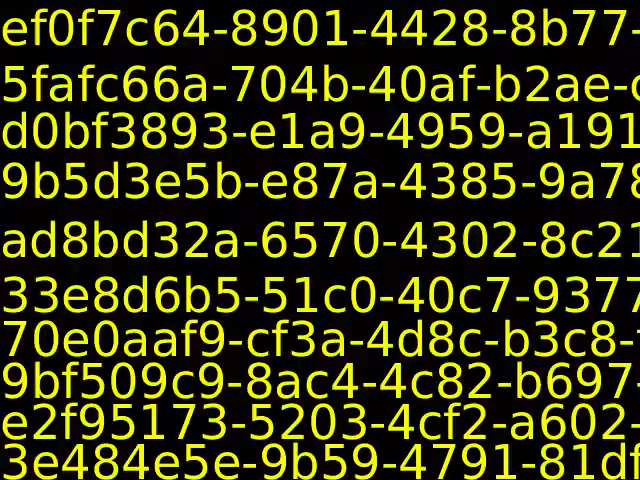 ef0f7c64-8901-4428-8b77-
5fafc66a-704b-40af-b2ae-c
d0bf3893-e1a9-4959-a191
9b5d3e5b-e87a-4385-9a78
ad8bd32a-6570-4302-8c21
33e8d6b5-51c0-40c7-9377
70e0aaf9-cf3a-4d8c-b3c8-
9bf509c9-8ac4-4c82-b697-
e2f95173-5203-4cf2-a602-
3e484e5e-9b59-4791-81df